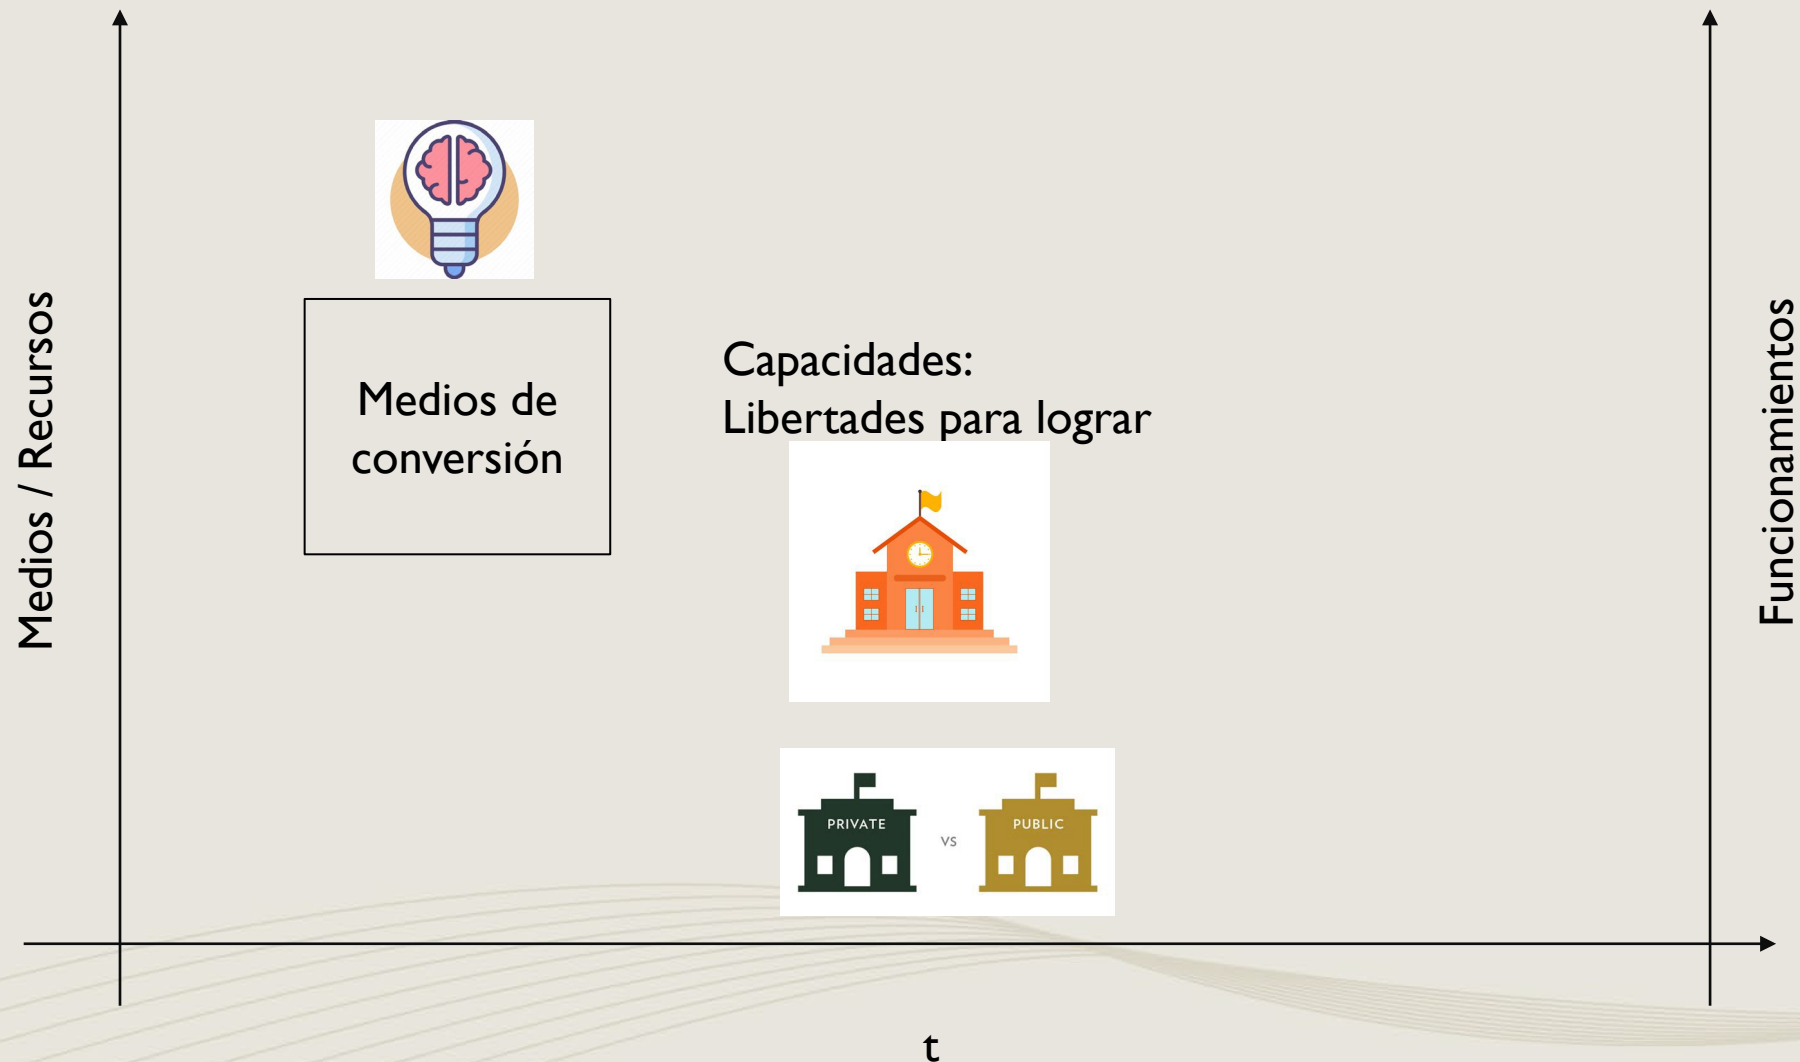 Medios / Recursos
Medios de
conversión
Capacidades:
Libertades para lograr
PRIVATE
vs
PUBLIC
Funcionamientos
t